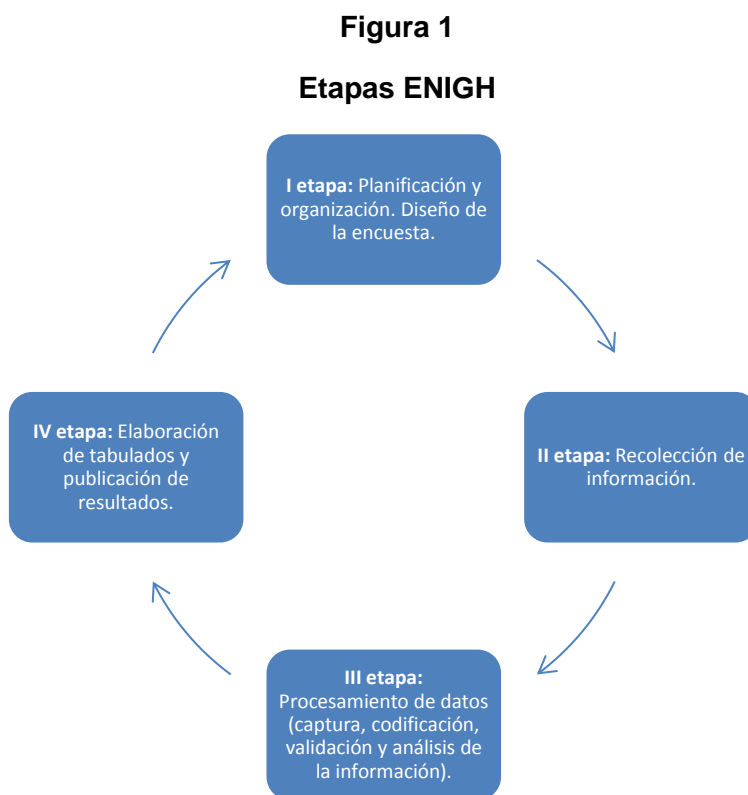 Figura 1
Etapas ENIGH
I etapa: Planificación y
organización. Diseño de
la encuesta.
II etapa: Recolección de
información.
III etapa:
Procesamiento de datos
(captura, codificación,
validación y análisis de
la información).
IV etapa: Elaboración
de tabulados y
publicación de
resultados.